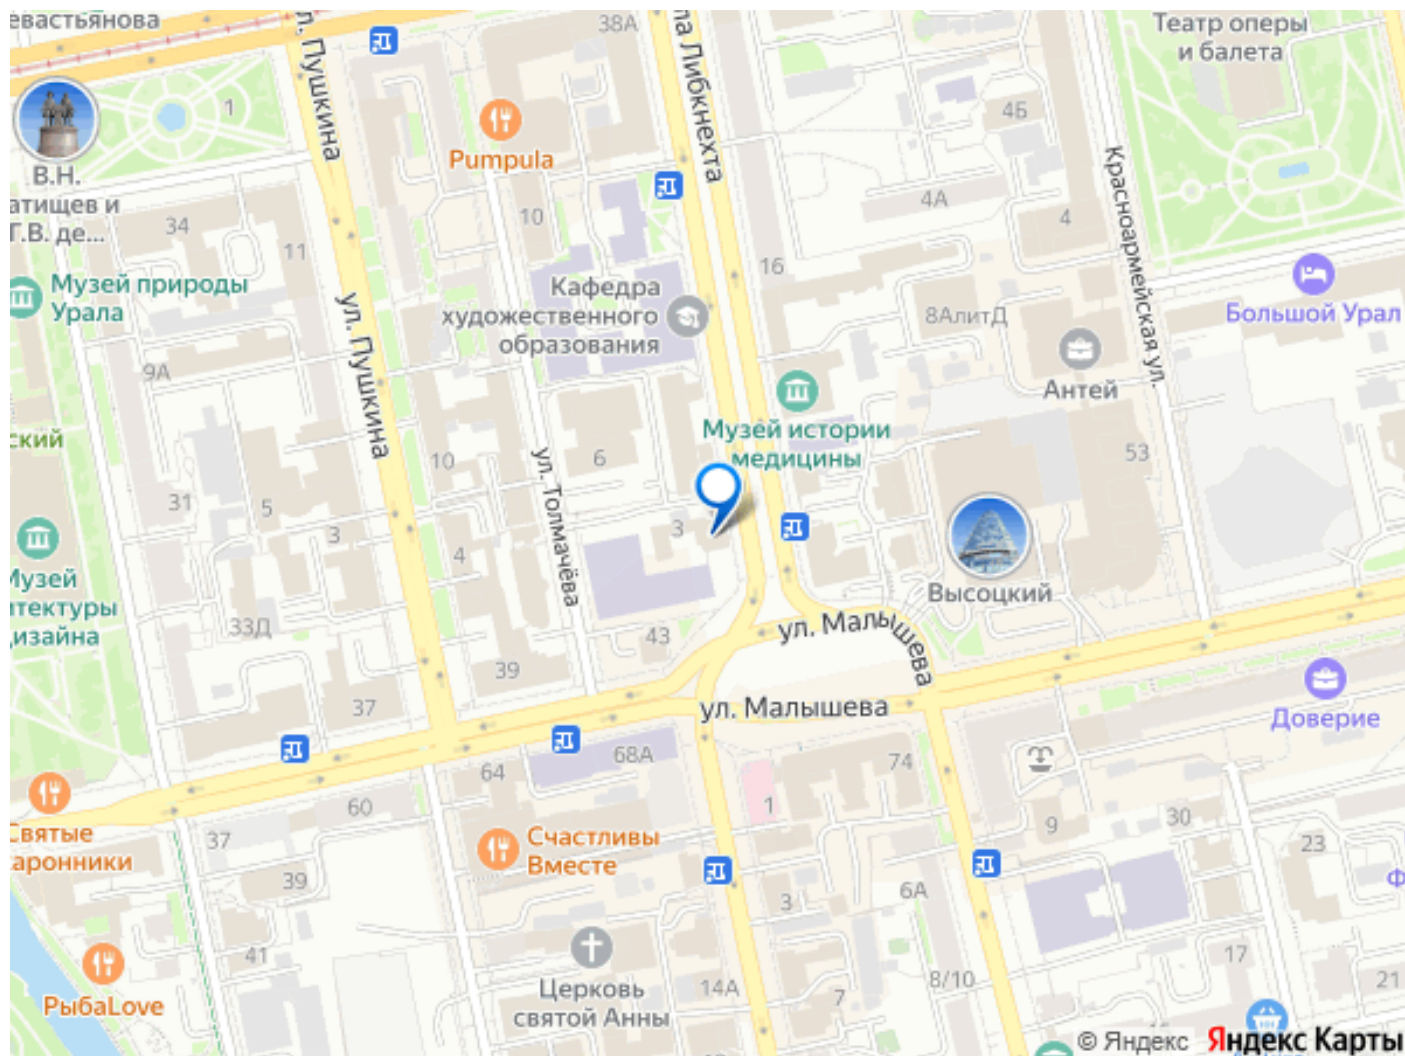 евастьянова
л. Пушкина
38А
ла Либкнехта
Театр оперы
и балета
1
4Б
Pumpula
В.Н.
атищев и
Г.В. де...
34
11
10
4А
4
Красноармейская ул.
Музей природы
Урала
ул. Пушкина
Кафедра
художественного
образования
16
8АлитД
Большой Урал
Антей
9А
ский
Музей истории
медицины
10
6
53
31
5
3
ул. Толмачёва
3
4
Музей
итектуры
дизайна
Высоцкий
33Д
43
ул. Малышева
39
37
ул. Малышева
Доверие
68А
64
74
60
1
9
30
Святые
аронники
37
Счастливы
Вместе
23
39
3
6А
Ф
41
17
РыбаLove
Церковь
святой Анны
14А
7
8/10
21
© Яндекс Яндекс Карты